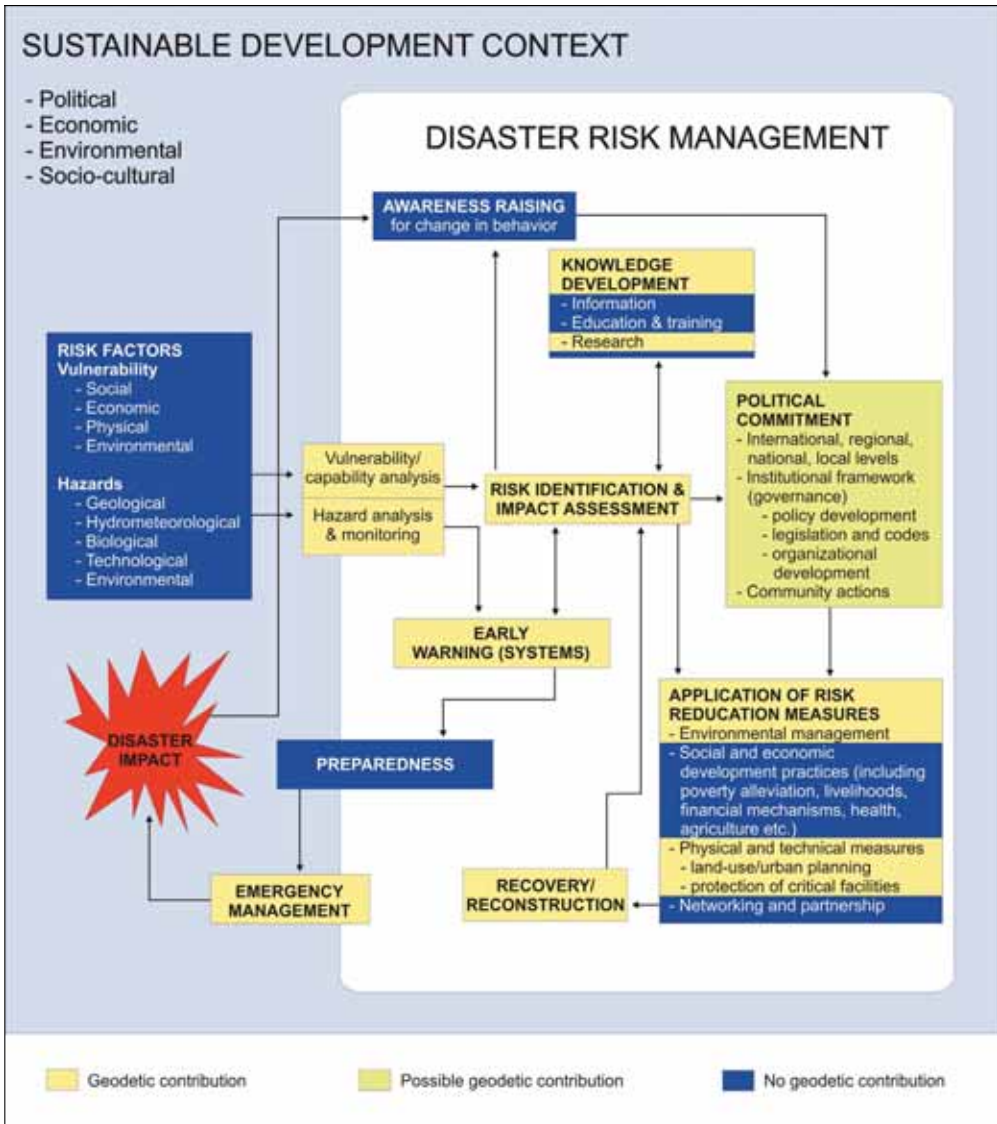 SUSTAINABLE DEVELOPMENT CONTEXT
- Political
- Economic
- Environmental
- Socio-cultural
DISASTER RISK MANAGEMENT
AWARENESS RAISING
for change in behavior
KNOWLEDGE
DEVELOPMENT
- Information
- Education & training
- Research
RISK FACTORS
Vulnerability
- Social
- Economic
- Physical
- Environmental
Hazards
- Geological
- Hydrometeorological
- Biological
- Technological
- Environmental
Vulnerability/
capability analysis
Hazard analysis
& monitoring
RISK IDENTIFICATION &
IMPACT ASSESSMENT
POLITICAL
COMMITMENT
- International, regional,
national, local levels
- Institutional framework
(governance)
- policy development
- legislation and codes
- organizational
development
- Community actions
EARLY
WARNING (SYSTEMS)
DISASTER
IMPACT
PREPAREDNESS
APPLICATION OF RISK
REDUCATION MEASURES
- Environmental management
- Social and economic
development practices (including
poverty alleviation, livelihoods,
financial mechanisms, health,
agriculture etc.)
- Physical and technical measures
- land-use/urban planning
- protection of critical facilities
- Networking and partnership
EMERGENCY
MANAGEMENT
RECOVERY/
RECONSTRUCTION
Geodetic contribution
Possible geodetic contribution
No geodetic contribution